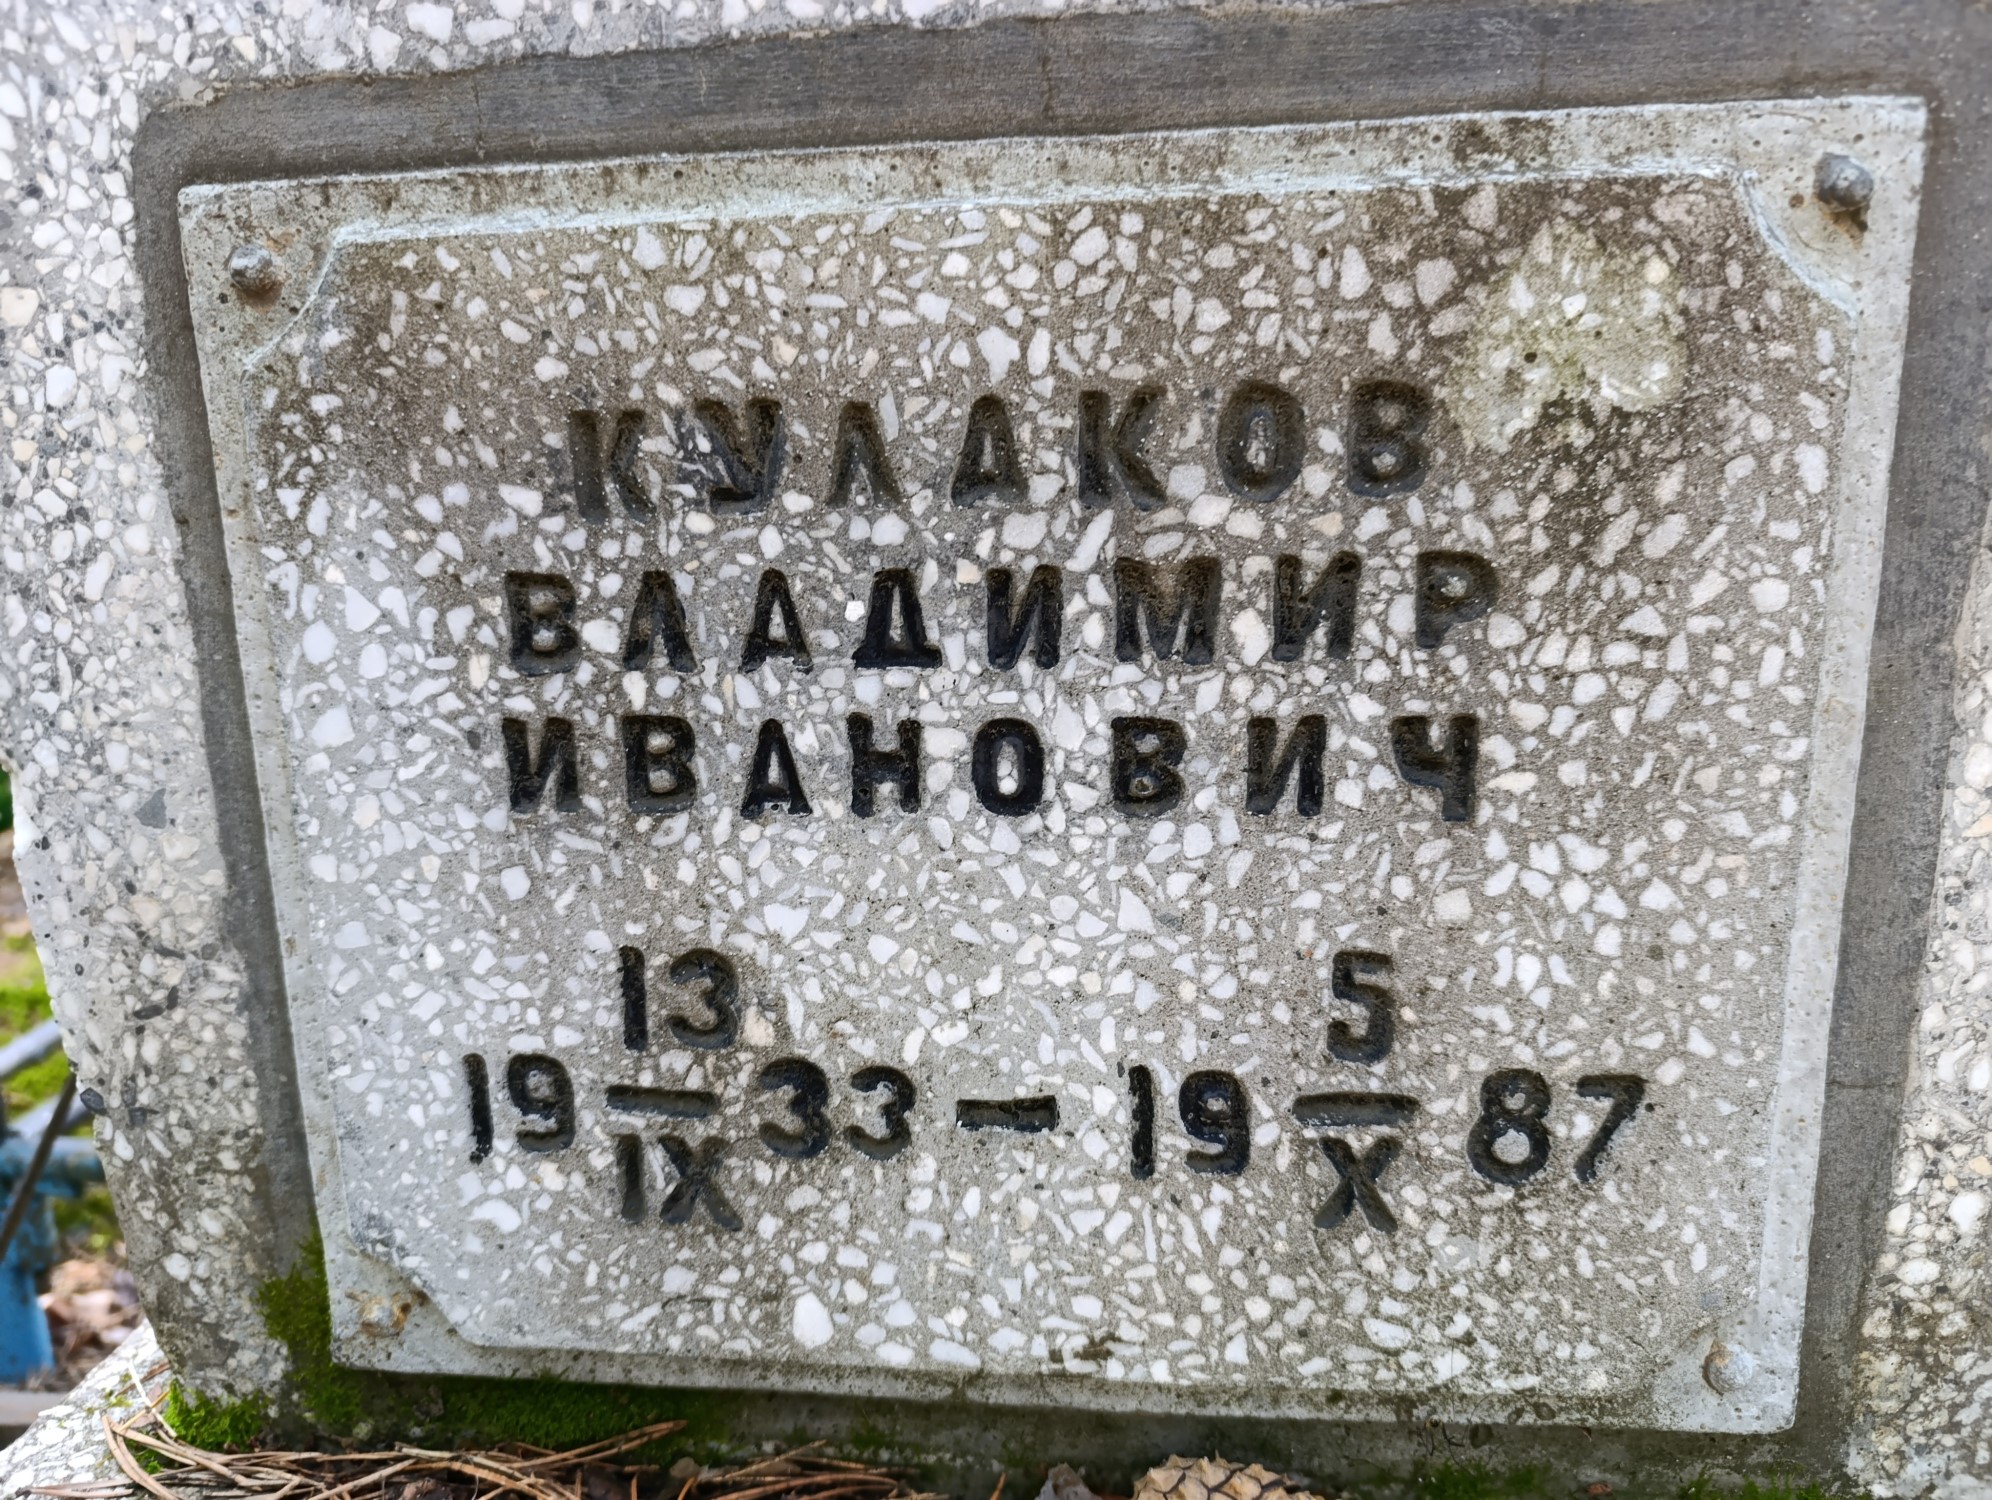 КУЛАКОВ
ВЛАДИМИР
ИВАНОВИЧ
13 5
19 — 33 — 19 — 87
IX X